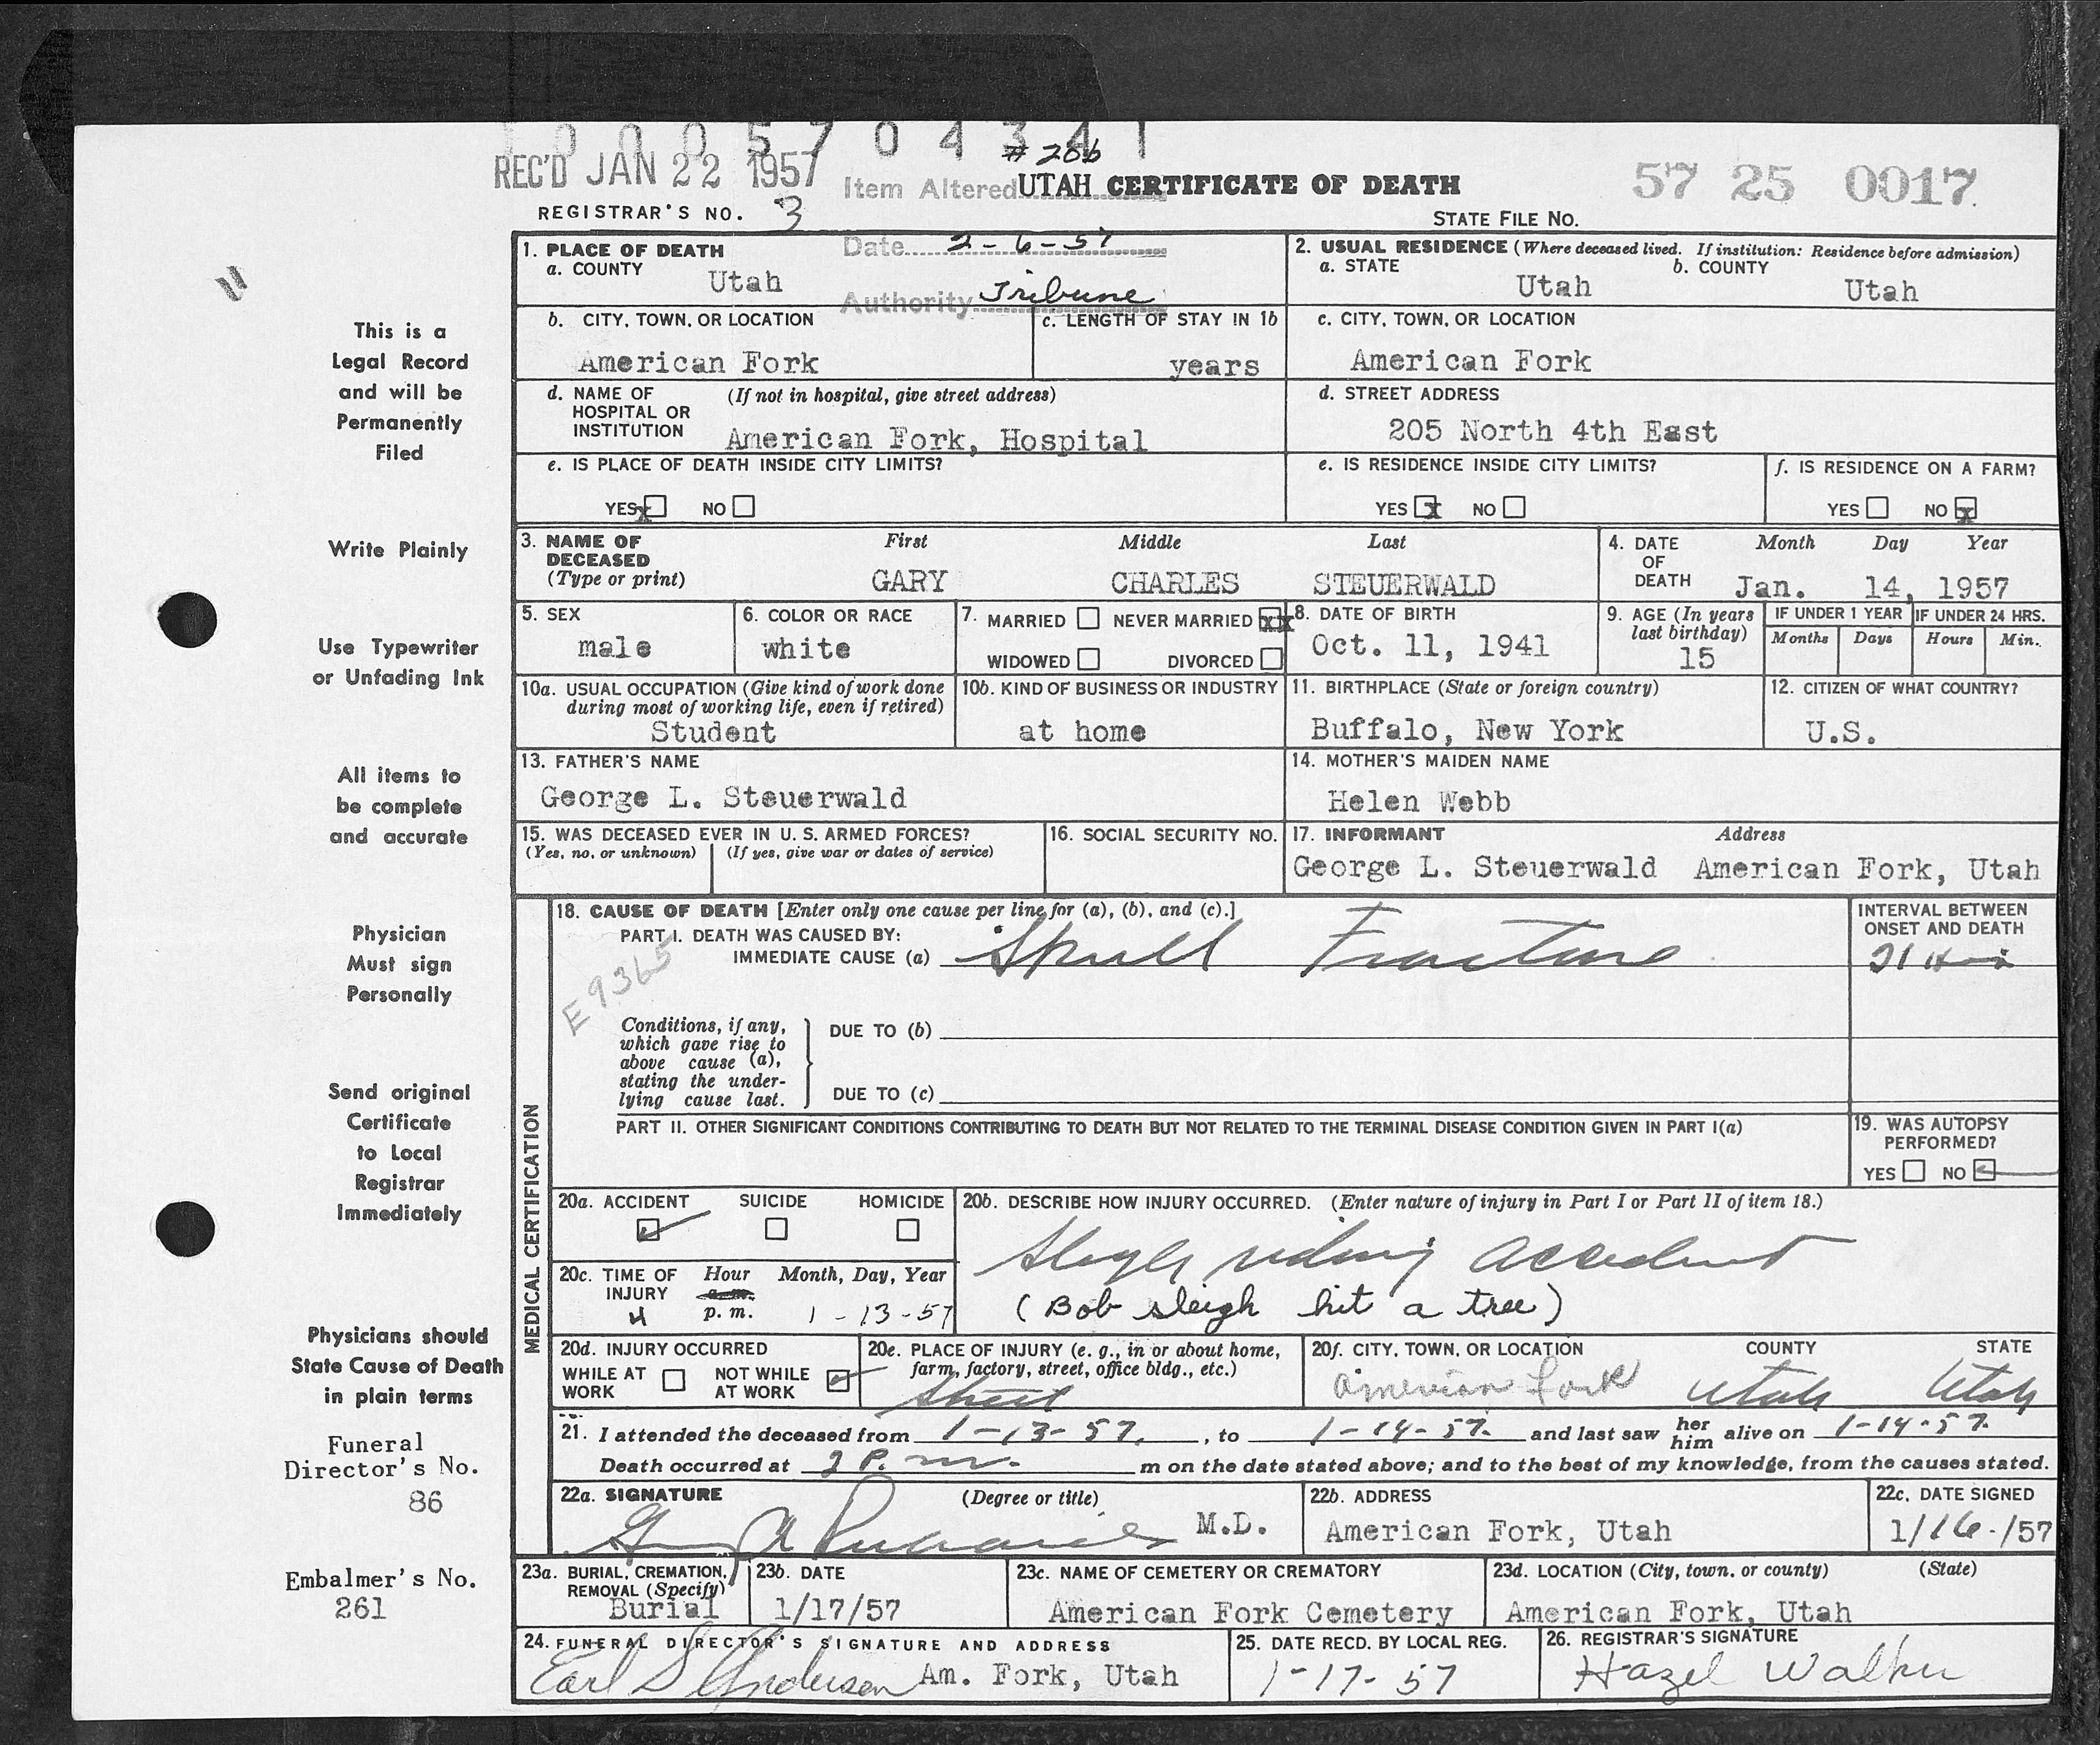 0 0 0 5 7 0 4 3 4 1
# 20b
REC'D JAN 22 1957
Item Altered UTAH CERTIFICATE OF DEATH
57 25 0017
REGISTRAR'S NO. 3
STATE FILE NO.
Date 2-6-57
Authority Tribune
1. PLACE OF DEATH
a. COUNTY
Utah
2. USUAL RESIDENCE (Where deceased lived. If institution: Residence before admission)
a. STATE
Utah
b. COUNTY
Utah
b. CITY, TOWN, OR LOCATION
American Fork
c. LENGTH OF STAY IN 1b
years
c. CITY, TOWN, OR LOCATION
American Fork
d. NAME OF (If not in hospital, give street address)
HOSPITAL OR
INSTITUTION American Fork, Hospital
d. STREET ADDRESS
205 North 4th East
e. IS PLACE OF DEATH INSIDE CITY LIMITS?
YES x NO
e. IS RESIDENCE INSIDE CITY LIMITS?
YES x NO
f. IS RESIDENCE ON A FARM?
YES NO x
3. NAME OF DECEASED (Type or print)
First Middle Last
GARY CHARLES STEUERWALD
4. DATE OF DEATH
Month Day Year
Jan. 14, 1957
5. SEX
male
6. COLOR OR RACE
white
7. MARRIED NEVER MARRIED xx
WIDOWED DIVORCED
8. DATE OF BIRTH
Oct. 11, 1941
9. AGE (In years last birthday)
15
IF UNDER 1 YEAR
Months Days
IF UNDER 24 HRS.
Hours Min.
10a. USUAL OCCUPATION (Give kind of work done
during most of working life, even if retired)
Student
10b. KIND OF BUSINESS OR INDUSTRY
at home
11. BIRTHPLACE (State or foreign country)
Buffalo, New York
12. CITIZEN OF WHAT COUNTRY?
U.S.
13. FATHER'S NAME
George L. Steuerwald
14. MOTHER'S MAIDEN NAME
Helen Webb
15. WAS DECEASED EVER IN U. S. ARMED FORCES?
(Yes, no, or unknown) (If yes, give war or dates of service)
16. SOCIAL SECURITY NO.
17. INFORMANT Address
George L. Steuerwald American Fork, Utah
MEDICAL CERTIFICATION
18. CAUSE OF DEATH [Enter only one cause per line for (a), (b), and (c).]
PART I. DEATH WAS CAUSED BY:
IMMEDIATE CAUSE (a) Skull Fracture
INTERVAL BETWEEN
ONSET AND DEATH
E9365
Conditions, if any,
which gave rise to
above cause (a),
stating the under-
lying cause last.
DUE TO (b)
DUE TO (c)
PART II. OTHER SIGNIFICANT CONDITIONS CONTRIBUTING TO DEATH BUT NOT RELATED TO THE TERMINAL DISEASE CONDITION GIVEN IN PART I(a)
19. WAS AUTOPSY
PERFORMED?
YES NO
20a. ACCIDENT SUICIDE HOMICIDE
20b. DESCRIBE HOW INJURY OCCURRED. (Enter nature of injury in Part I or Part II of item 18.)
Sleigh riding accident
(Bob sleigh hit a tree)
20c. TIME OF INJURY
Hour Month, Day, Year
a. m.
4 p. m. 1-13-57
20d. INJURY OCCURRED
WHILE AT WORK NOT WHILE AT WORK
20e. PLACE OF INJURY (e. g., in or about home,
farm, factory, street, office bldg., etc.)
Street
20f. CITY, TOWN, OR LOCATION COUNTY STATE
American Fork Utah Utah
21. I attended the deceased from 1-13-57, to 1-14-57. and last saw her him alive on 1-14-57.
Death occurred at P.m. m on the date stated above; and to the best of my knowledge, from the causes stated.
22a. SIGNATURE (Degree or title)
M.D.
22b. ADDRESS
American Fork, Utah
22c. DATE SIGNED
1/16-/57
23a. BURIAL, CREMATION,
REMOVAL (Specify)
Burial
23b. DATE
1/17/57
23c. NAME OF CEMETERY OR CREMATORY
American Fork Cemetery
23d. LOCATION (City, town, or county) (State)
American Fork, Utah
24. FUNERAL DIRECTOR'S SIGNATURE AND ADDRESS
Earl S Anderson Am. Fork, Utah
25. DATE RECD. BY LOCAL REG.
1-17-57
26. REGISTRAR'S SIGNATURE
Hazel Walker
This is a
Legal Record
and will be
Permanently
Filed
Write Plainly
Use Typewriter
or Unfading Ink
All items to
be complete
and accurate
Physician
Must sign
Personally
Send original
Certificate
to Local
Registrar
Immediately
Physicians should
State Cause of Death
in plain terms
Funeral
Director's No.
86
Embalmer's No.
261